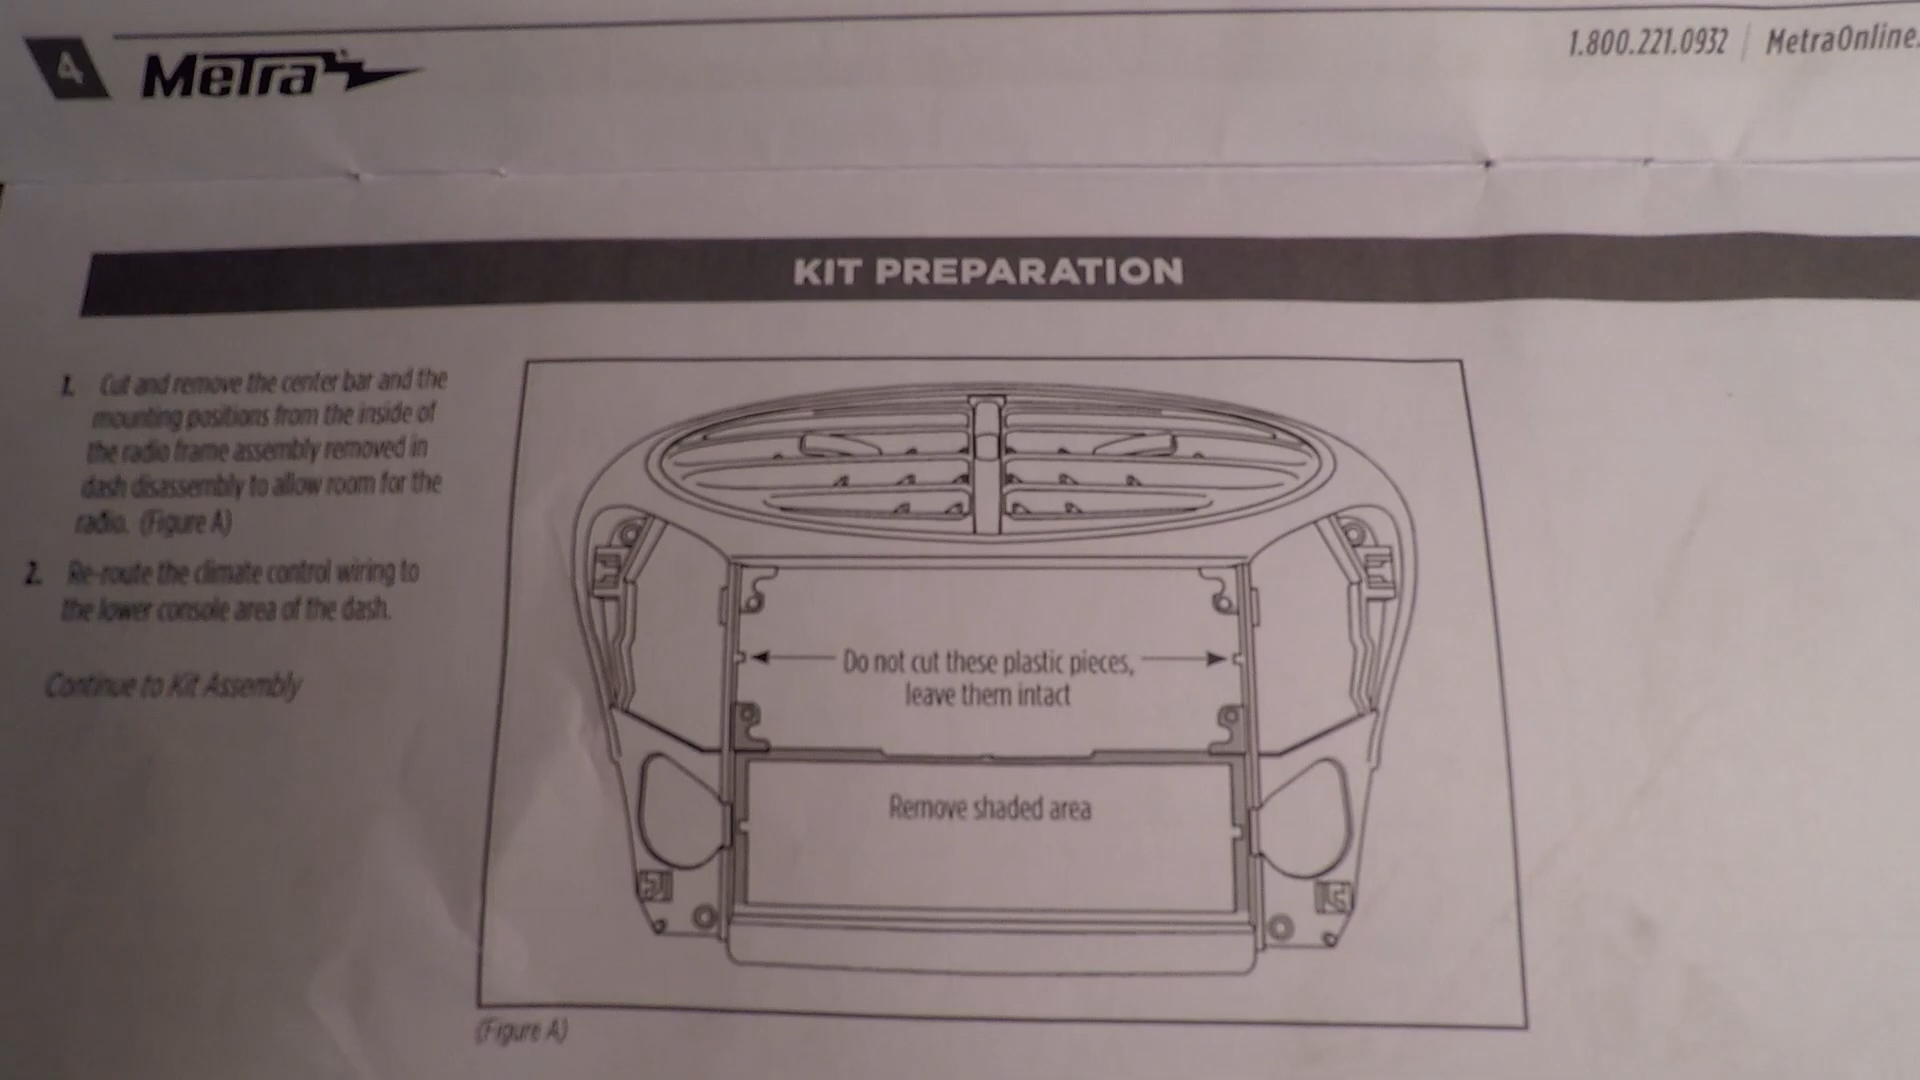 4
Metra
1.800.221.0932 | MetraOnline.
KIT PREPARATION
1. Cut and remove the center bar and the
mounting positions from the inside of
the radio frame assembly removed in
dash disassembly to allow room for the
radio. (Figure A)
2. Re-route the climate control wiring to
the lower console area of the dash.
Continue to Kit Assembly
Do not cut these plastic pieces,
leave them intact
Remove shaded area
(Figure A)